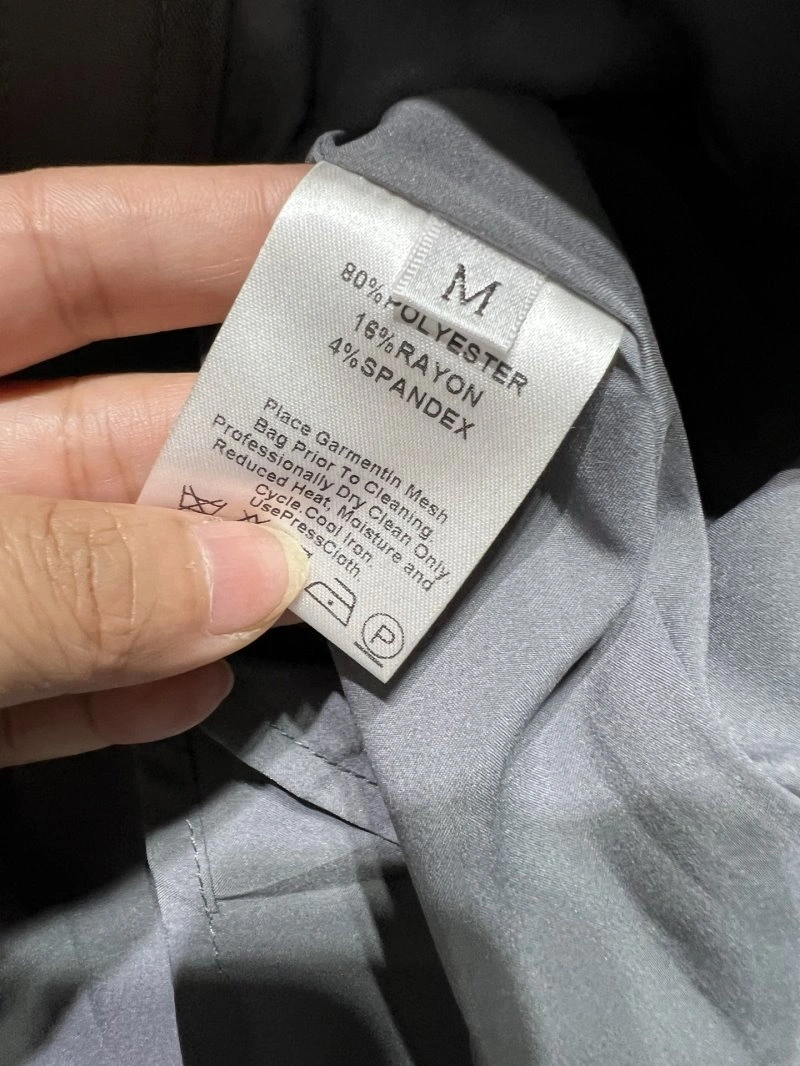 M
80%POLYESTER
16%RAYON
4%SPANDEX
Place Garmentin Mesh
Bag Prior To Cleaning
Professionally Dry Clean Only
Reduced Heat, Moisture and
Cycle Cool Iron
UsePressCloth
P